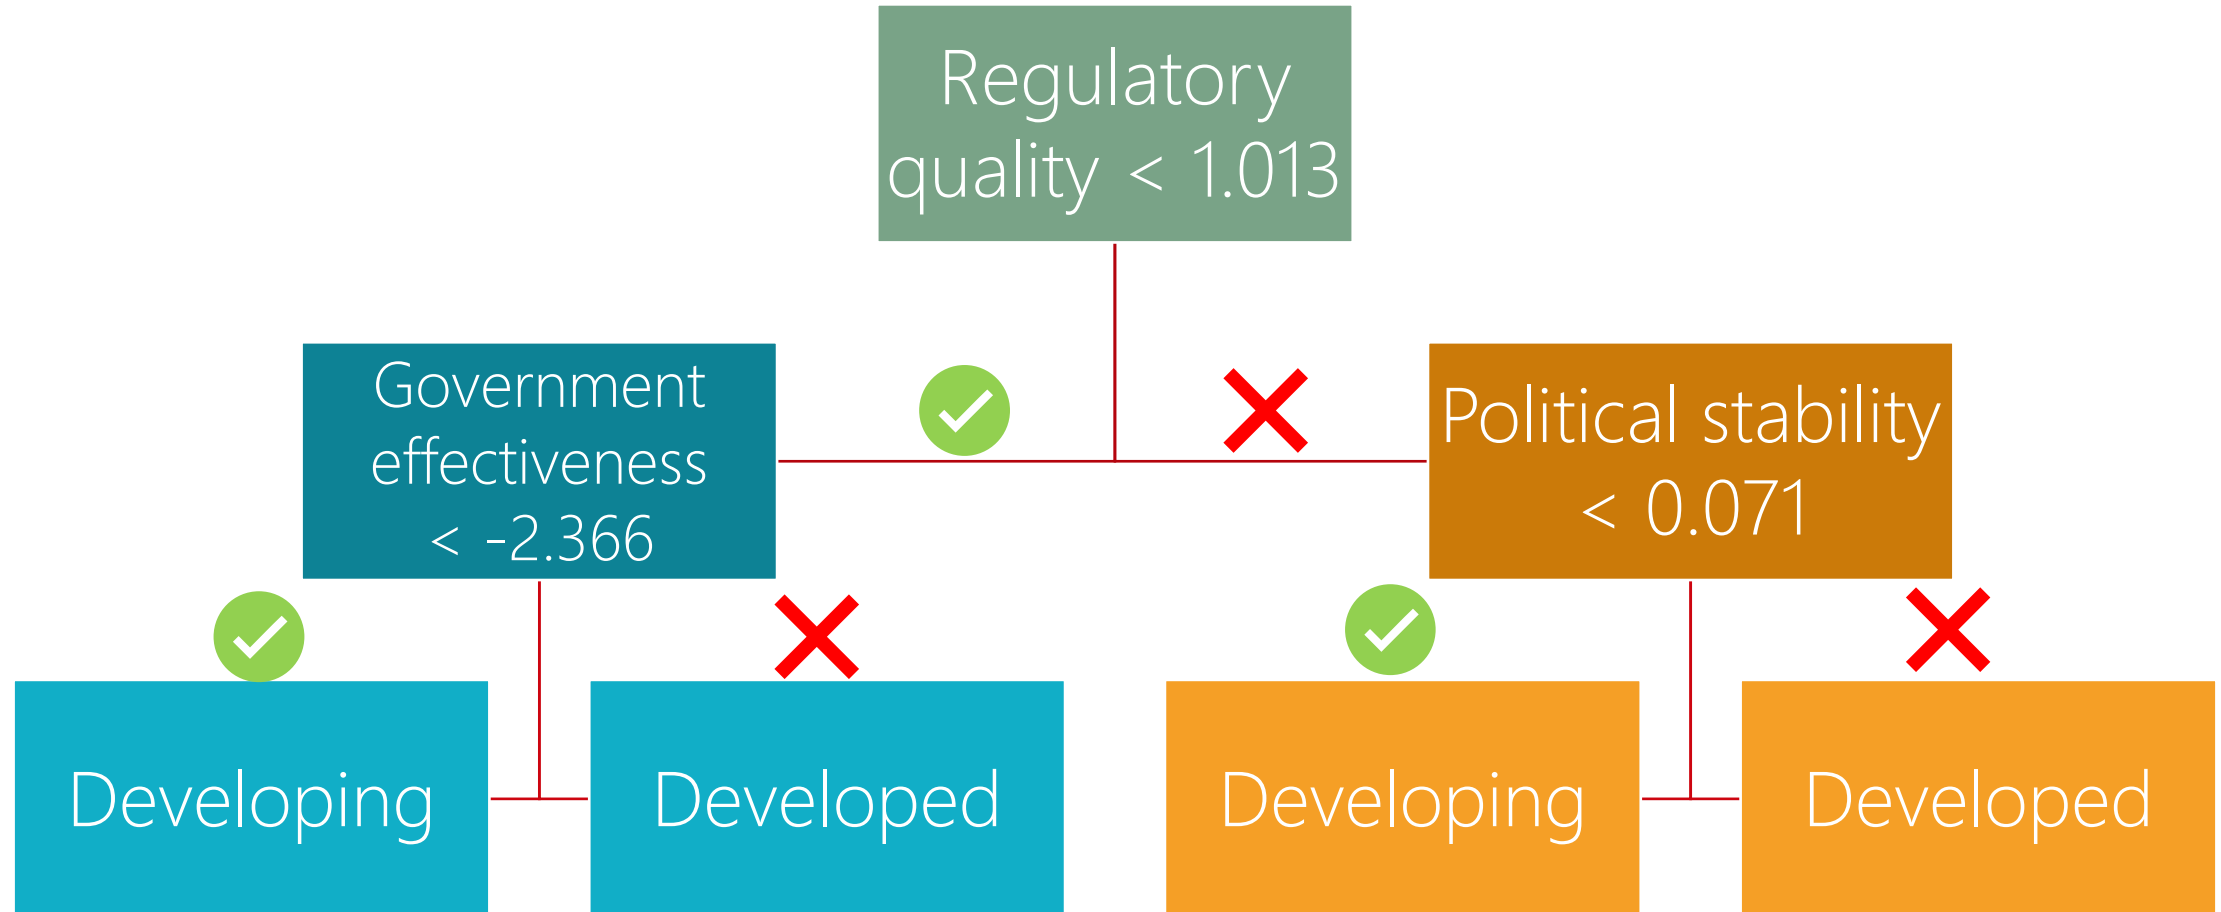 Regulatory
quality < 1.013
Government
effectiveness
< -2.366
Political stability
< 0.071
Developing
Developed
Developing
Developed